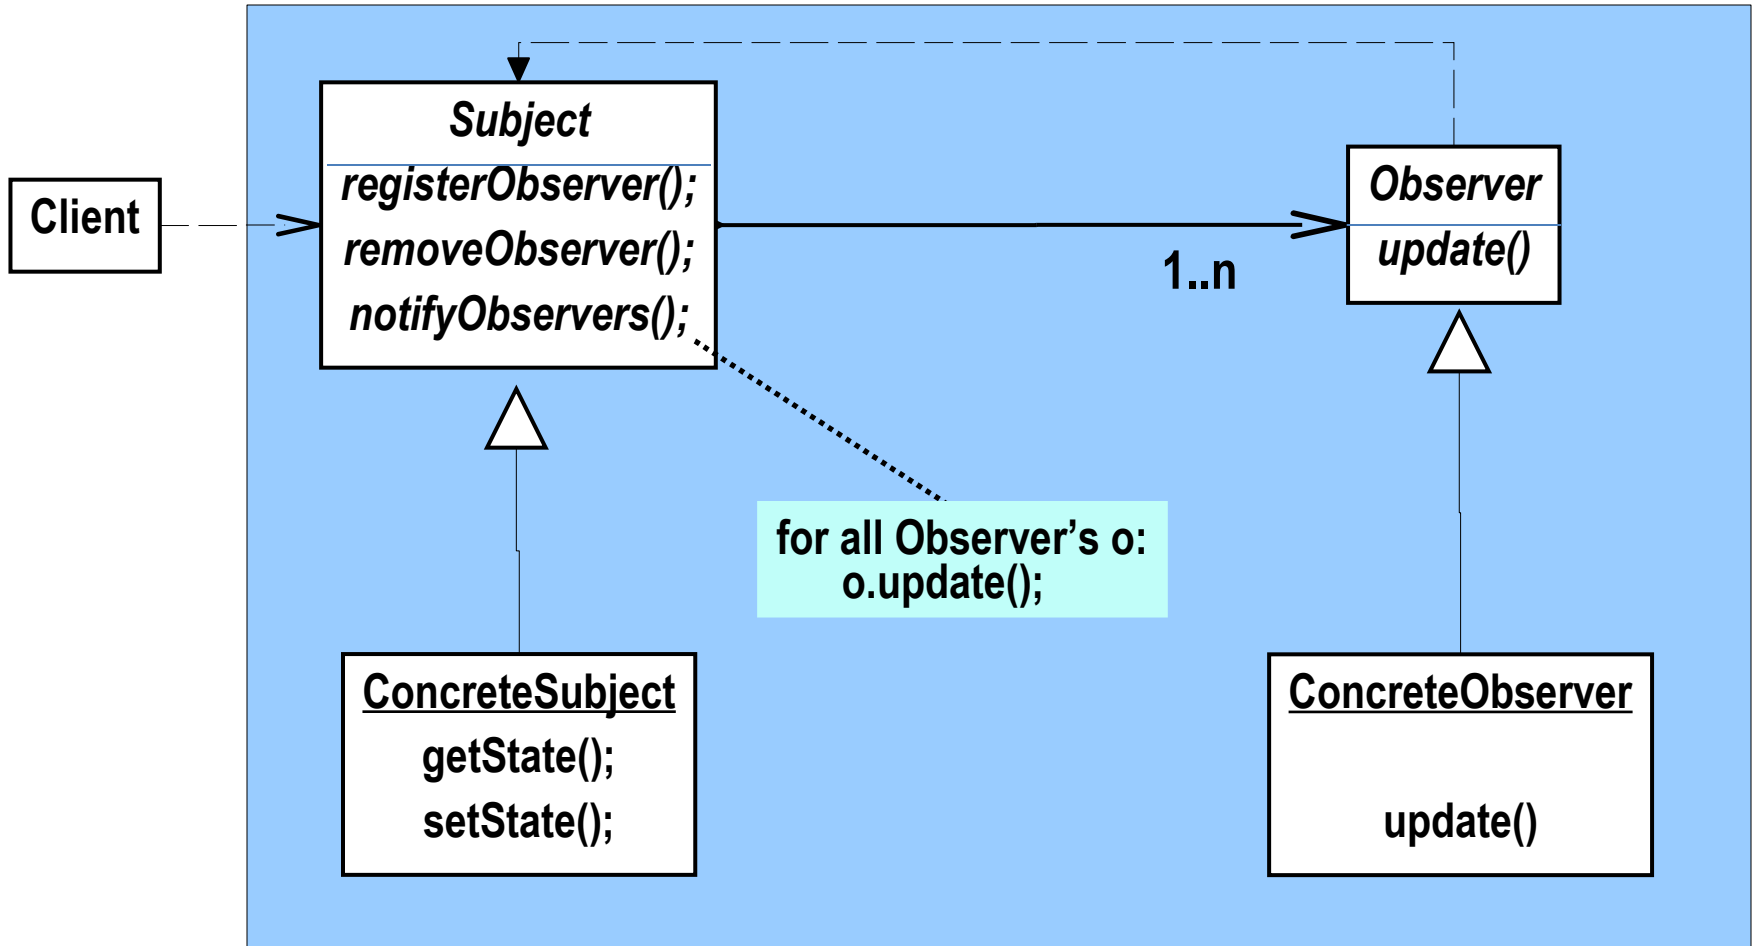 Client
Subject
registerObserver();
removeObserver();
notifyObservers();
1..n
Observer
update()
for all Observer’s o:
o.update();
ConcreteSubject
getState();
setState();
ConcreteObserver
update()